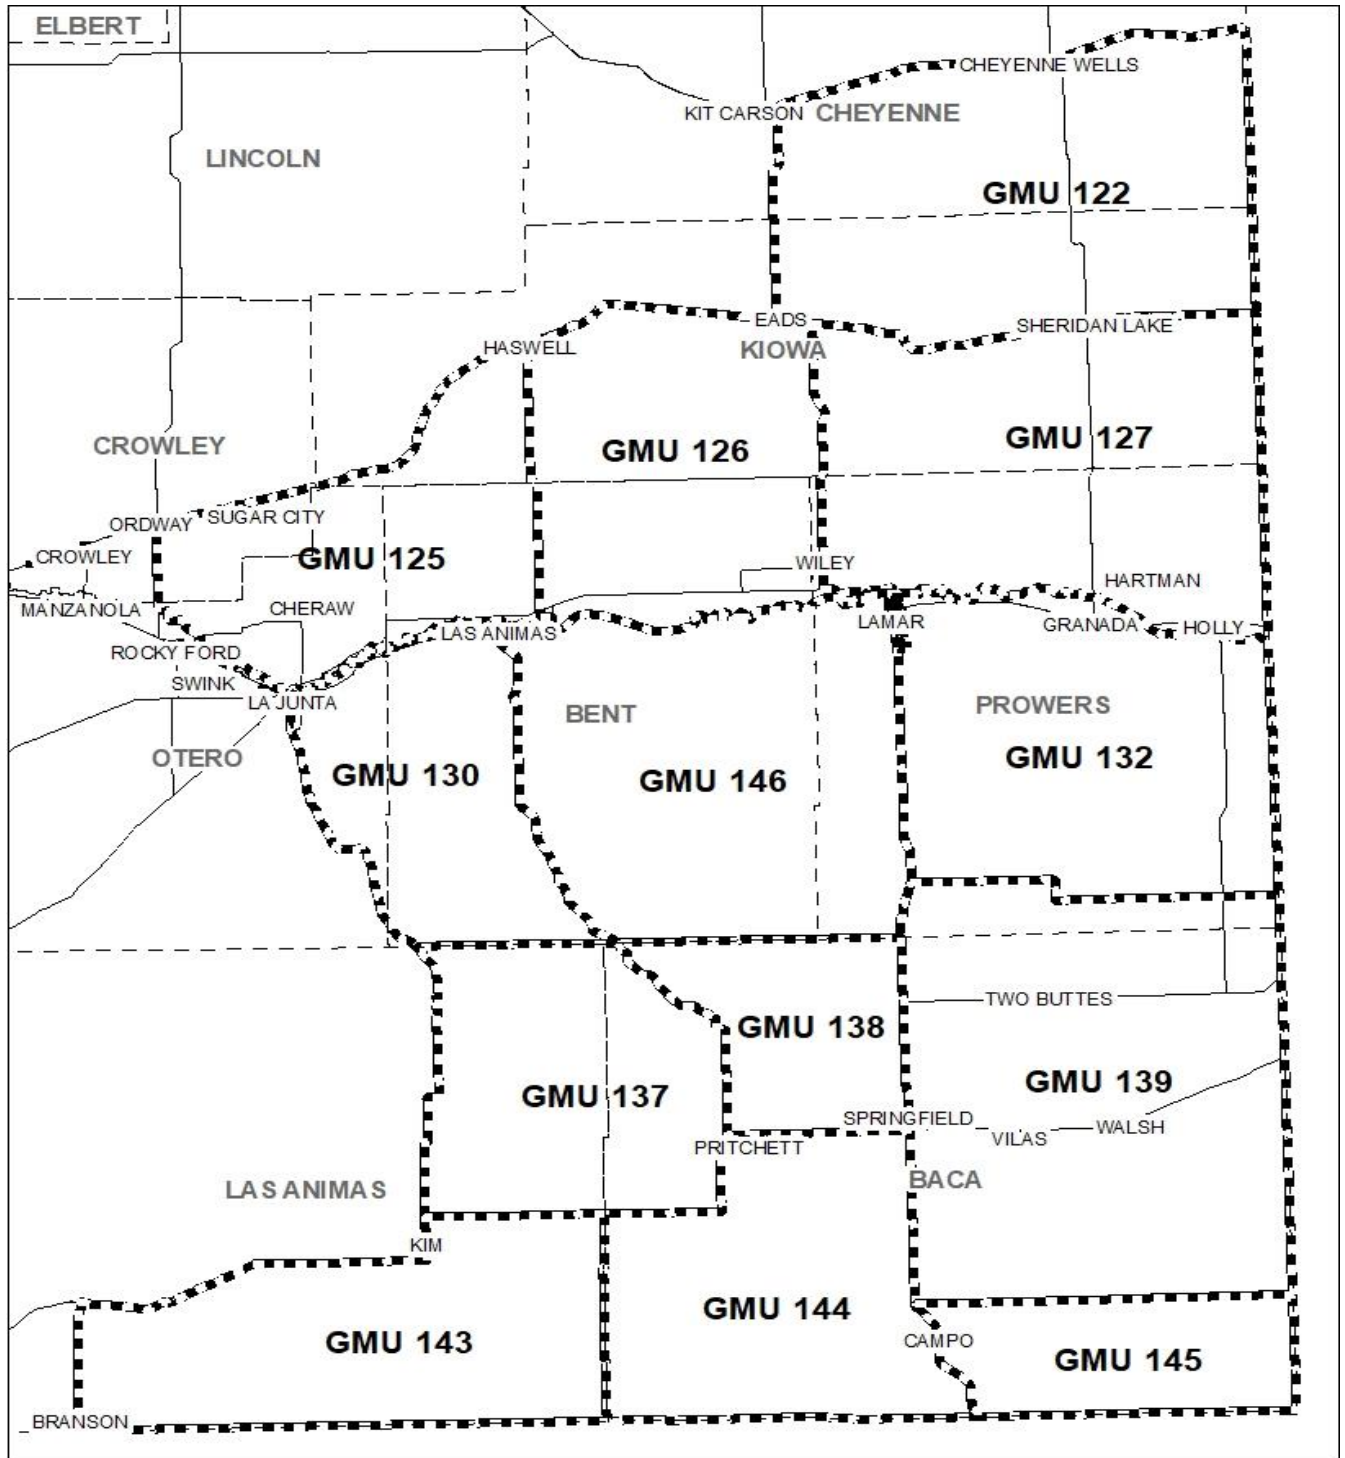 ELBERT
CHEYENNE WELLS
KIT CARSON
CHEYENNE
LINCOLN
GMU 122
EADS
SHERIDAN LAKE
HASWELL
KIOWA
CROWLEY
GMU 126
GMU 127
ORDWAY
SUGAR CITY
CROWLEY
GMU 125
WILEY
HARTMAN
MANZANOLA
CHERAW
LAS ANIMAS
LAMAR
GRANADA
HOLLY
ROCKY FORD
SWINK
LA JUNTA
BENT
PROWERS
OTERO
GMU 130
GMU 146
GMU 132
TWO BUTTES
GMU 138
GMU 137
GMU 139
SPRINGFIELD
VILAS
WALSH
PRITCHETT
LAS ANIMAS
BACA
KIM
GMU 144
GMU 143
CAMPO
GMU 145
BRANSON